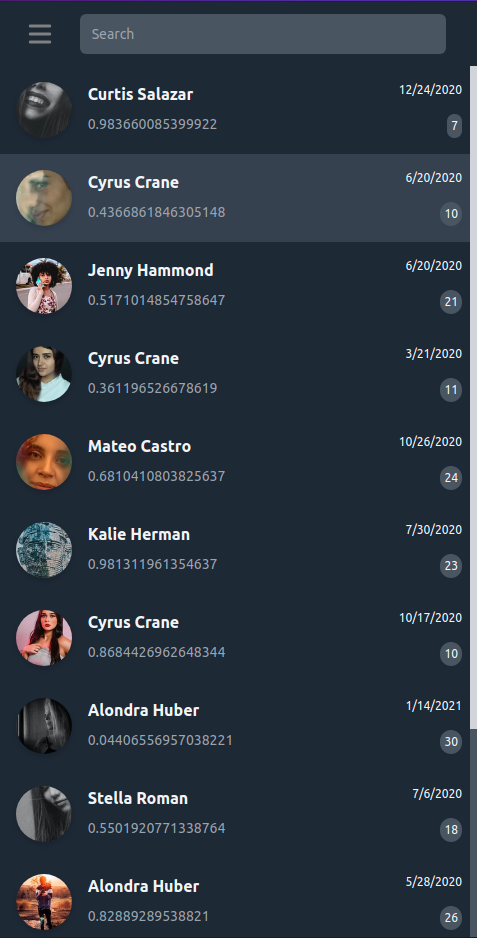 Search
Curtis Salazar
12/24/2020
0.983660085399922
7
Cyrus Crane
6/20/2020
0.4366861846305148
10
Jenny Hammond
6/20/2020
0.5171014854758647
21
Cyrus Crane
3/21/2020
0.361196526678619
11
Mateo Castro
10/26/2020
0.6810410803825637
24
Kalie Herman
7/30/2020
0.981311961354637
23
Cyrus Crane
10/17/2020
0.8684426962648344
10
Alondra Huber
1/14/2021
0.04406556957038221
30
Stella Roman
7/6/2020
0.5501920771338764
18
Alondra Huber
5/28/2020
0.82889289538821
26